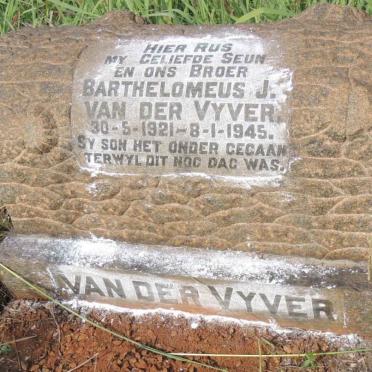 HIER RUS
MY GELIEFDE SEUN
EN ONS BROER
BARTHELOMEUS J.
VAN DER VYVER.
30-5-1921-8-1-1945.
SY SON HET ONDER GEGAAN
TERWYL DIT NOG DAG WAS.
VAN DER VYVER